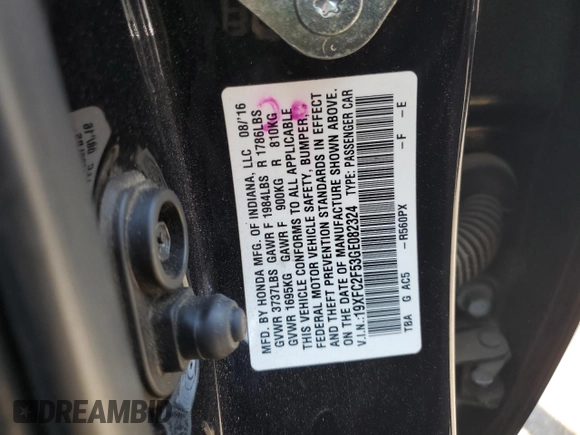 MFD. BY HONDA MFG. OF INDIANA, LLC 08/'16
GVWR 3737LBS GAWR F 1984LBS R 1786LBS
GVWR 1695KG GAWR F 900KG R 810KG
THIS VEHICLE CONFORMS TO ALL APPLICABLE
FEDERAL MOTOR VEHICLE SAFETY, BUMPER,
AND THEFT PREVENTION STANDARDS IN EFFECT
ON THE DATE OF MANUFACTURE SHOWN ABOVE.
V.I.N.:19XFC2F53GE082324 TYPE: PASSENGER CAR
-R560PX -F -E
TBA G AC5
DREAMBID